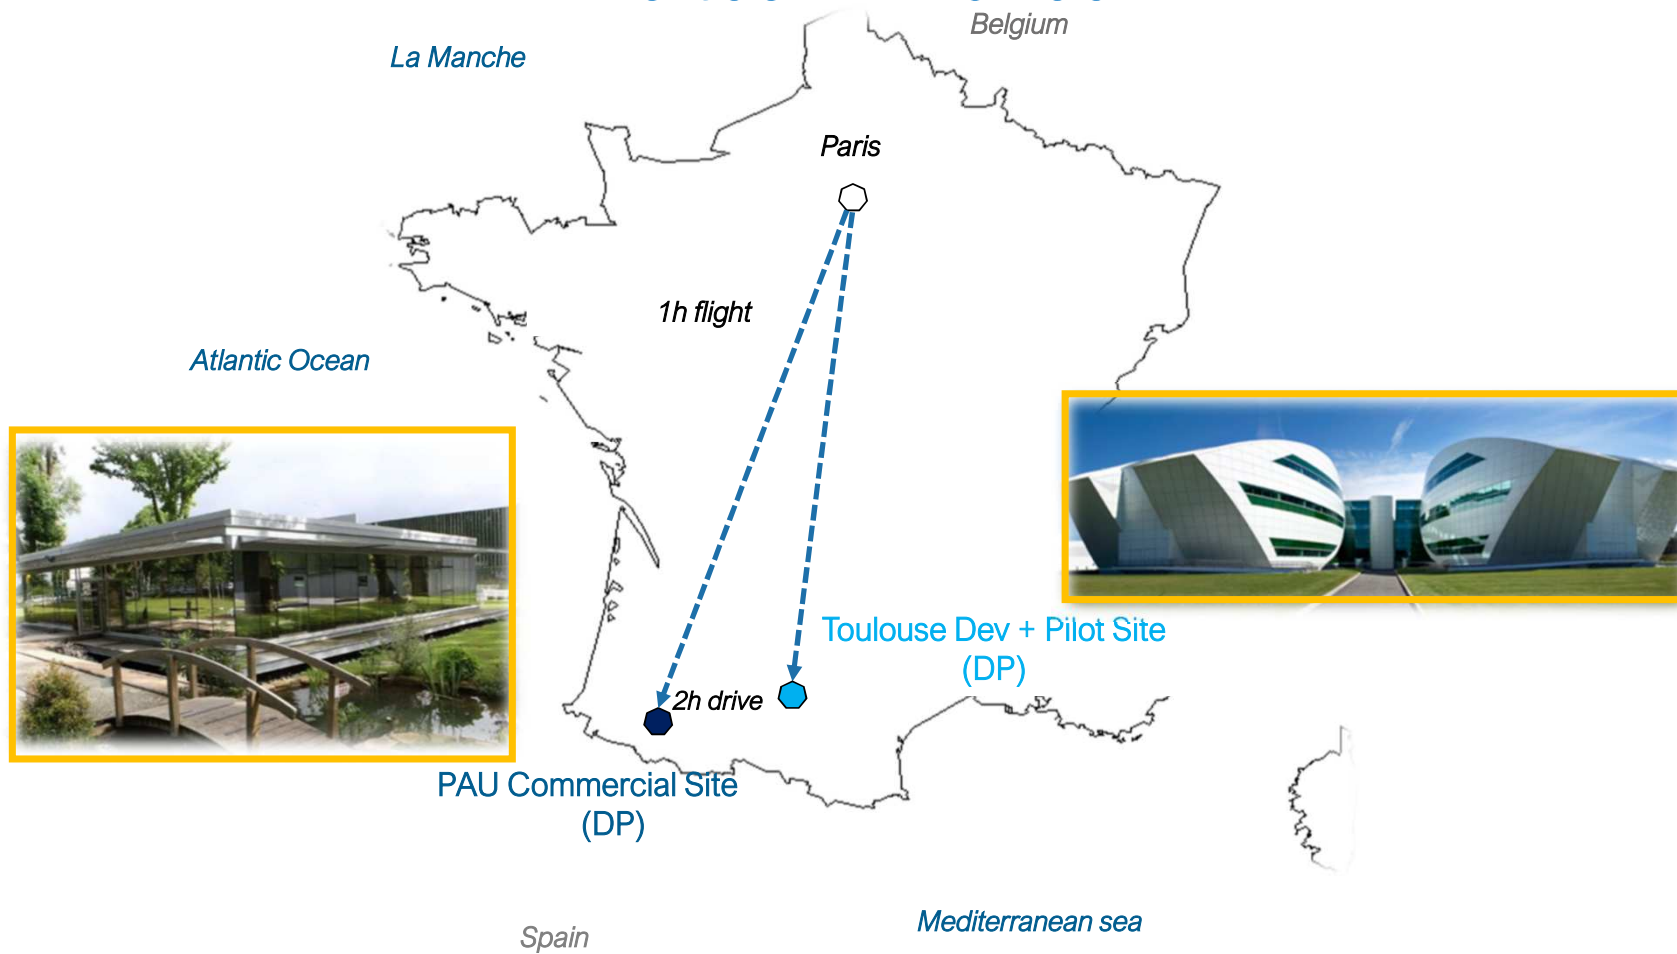 Belgium
La Manche
Paris
1h flight
Atlantic Ocean
Toulouse Dev + Pilot Site
(DP)
2h drive
PAU Commercial Site
(DP)
Mediterranean sea
Spain